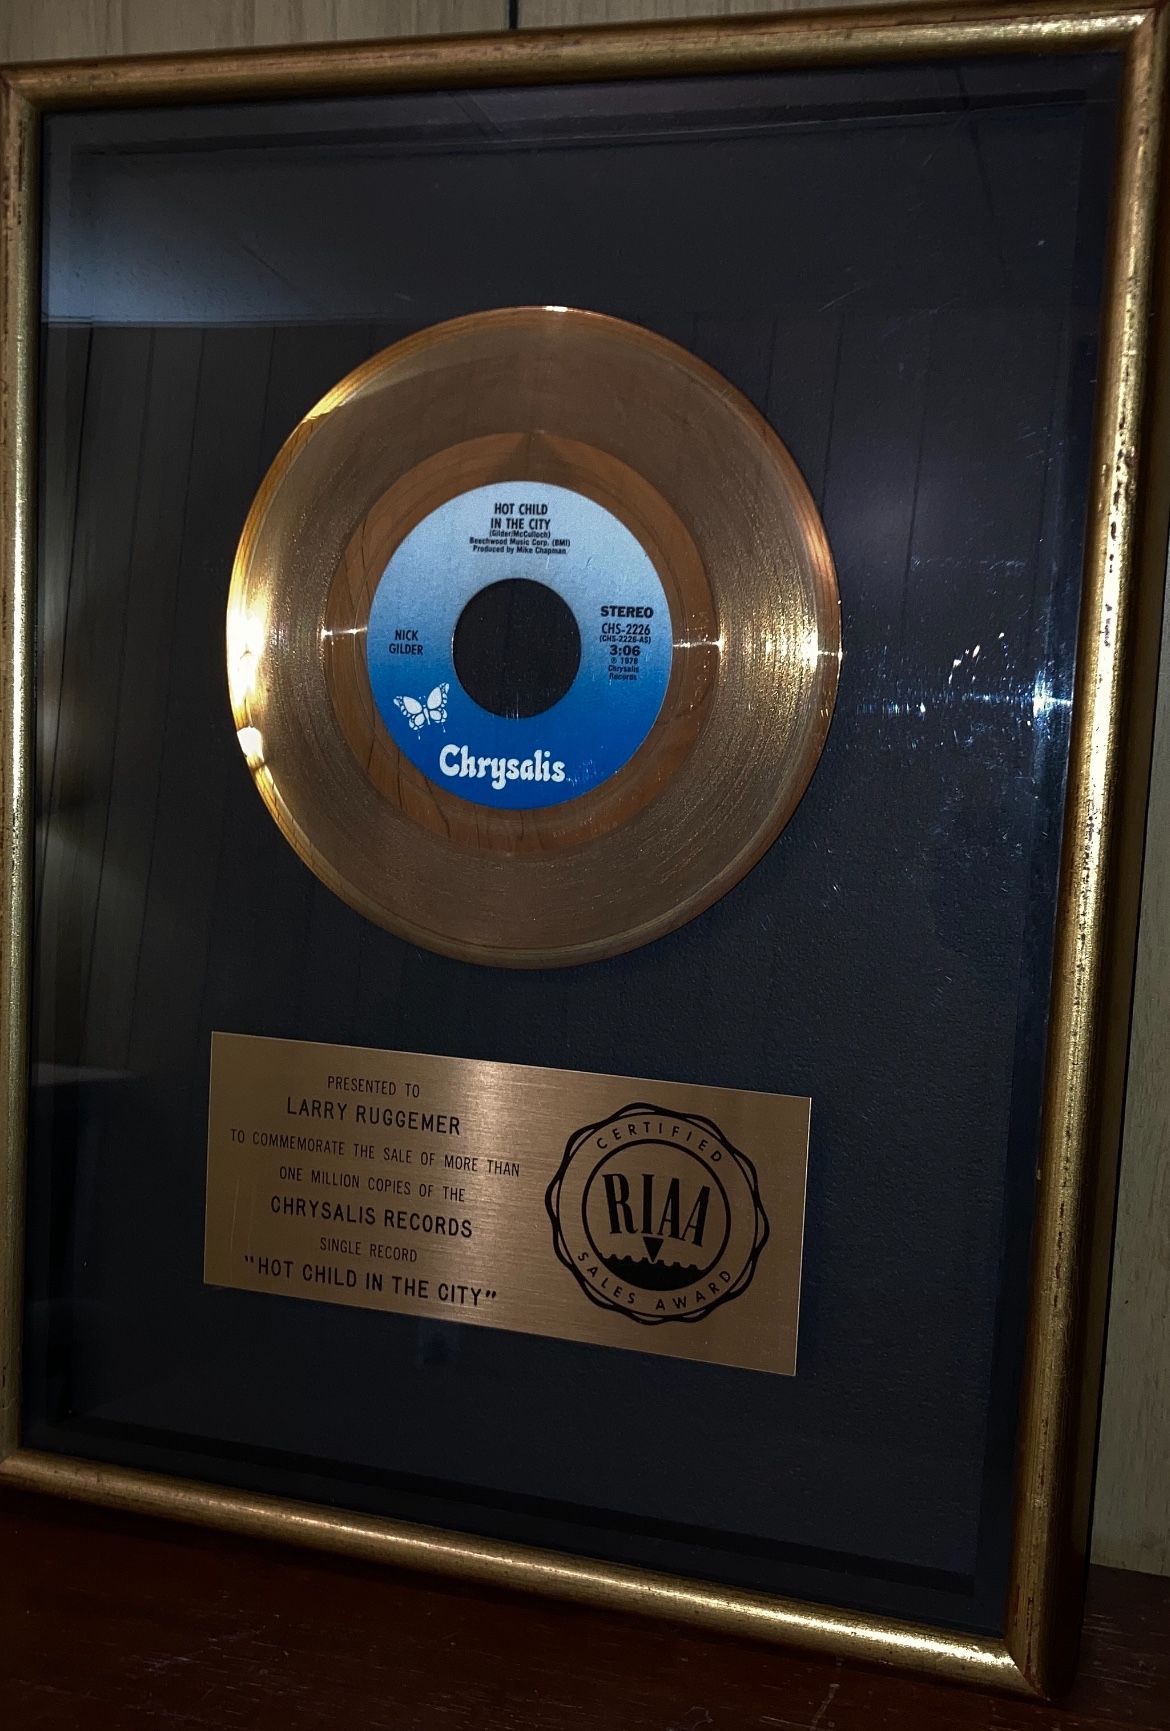 HOT CHILD
IN THE CITY
(Gilder/McCulloch)
Beechwood Music Corp. (BMI)
Produced by Mike Chapman
NICK
GILDER
STEREO
CHS-2226
(CHS-2226-AS)
3:06
℗ 1978
Chrysalis
Records
Chrysalis
PRESENTED TO
LARRY RUGGEMER
TO COMMEMORATE THE SALE OF MORE THAN
ONE MILLION COPIES OF THE
CHRYSALIS RECORDS
SINGLE RECORD
"HOT CHILD IN THE CITY"
CERTIFIED
RIAA
SALES AWARD